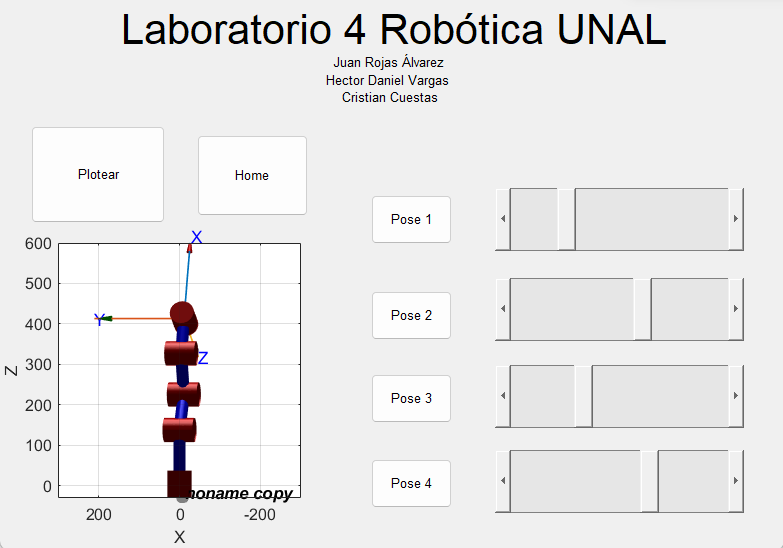 Laboratorio 4 Robótica UNAL
Juan Rojas Álvarez
Hector Daniel Vargas
Cristian Cuestas
Plotear
Home
Pose 1
Pose 2
Pose 3
Pose 4
600
500
400
300
200
100
0
Z
X
Y
Z
noname copy
200 0 -200
X